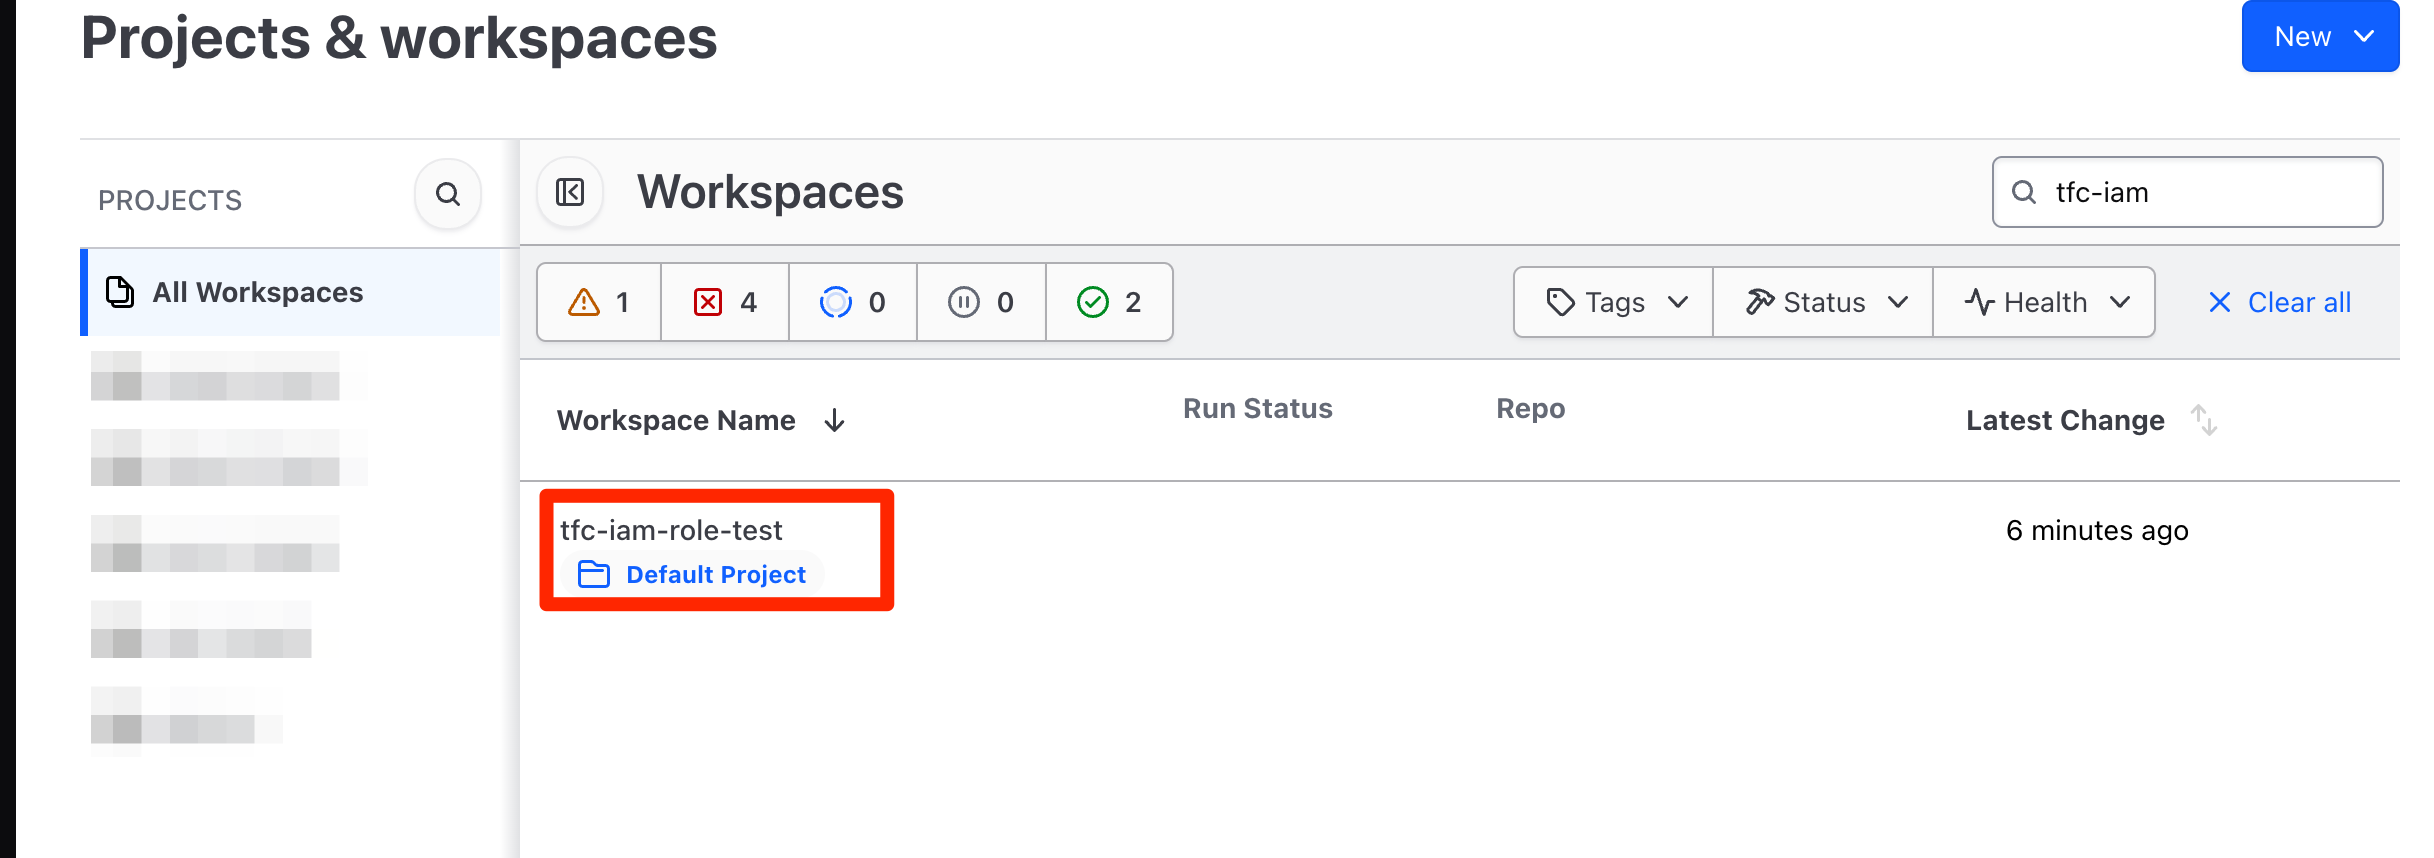 Projects & workspaces
New
PROJECTS
Workspaces
tfc-iam
All Workspaces
1
4
0
0
2
Tags
Status
Health
Clear all
Workspace Name
Run Status
Repo
Latest Change
tfc-iam-role-test
6 minutes ago
Default Project